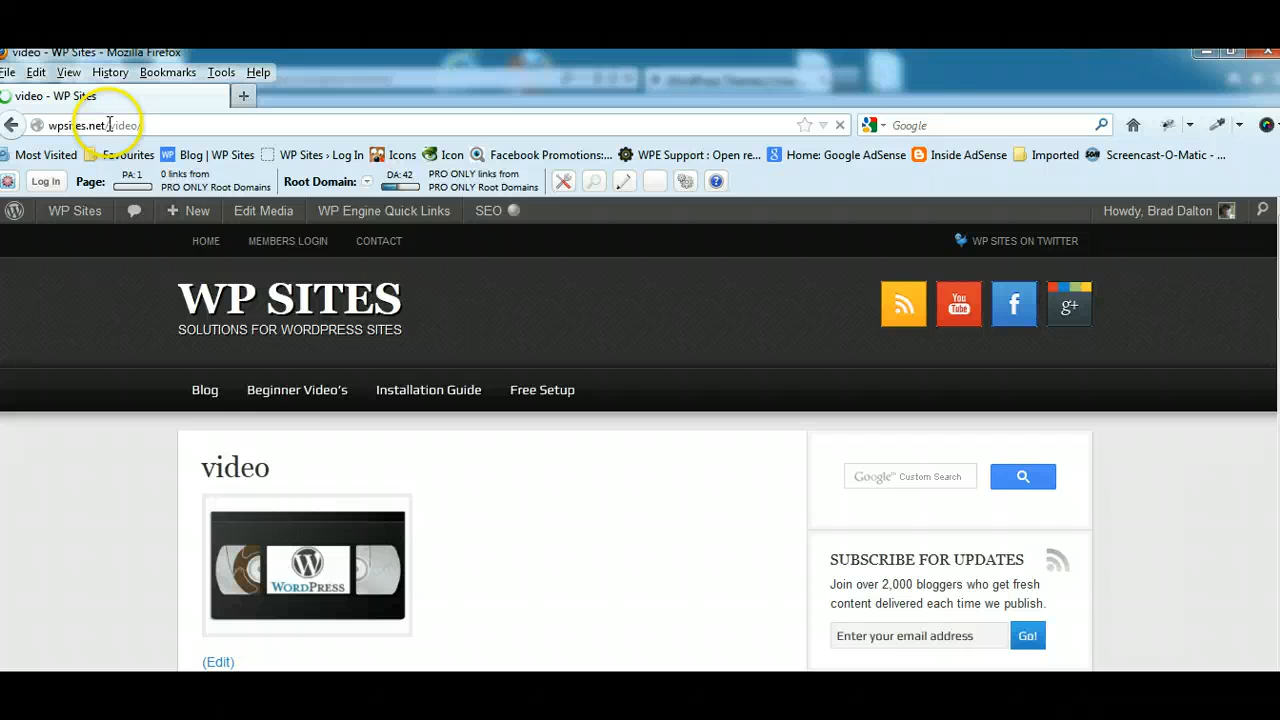 video - WP Sites - Mozilla Firefox
File Edit View History Bookmarks Tools Help
video - WP Sites
wpsites.net/video/
Google
Most Visited Favourites Blog | WP Sites WP Sites › Log In Icons Icon Facebook Promotions:... WPE Support : Open re... Home: Google AdSense Inside AdSense Imported Screencast-O-Matic - ...
Log In Page: PA: 1 0 links from PRO ONLY Root Domains Root Domain: DA: 42 PRO ONLY links from PRO ONLY Root Domains
WP Sites New Edit Media WP Engine Quick Links SEO Howdy, Brad Dalton
HOME MEMBERS LOGIN CONTACT WP SITES ON TWITTER
WP SITES
SOLUTIONS FOR WORDPRESS SITES
You Tube f g+
Blog Beginner Video's Installation Guide Free Setup
video
WORDPRESS
(Edit)
Google™ Custom Search
SUBSCRIBE FOR UPDATES
Join over 2,000 bloggers who get fresh
content delivered each time we publish.
Enter your email address Go!